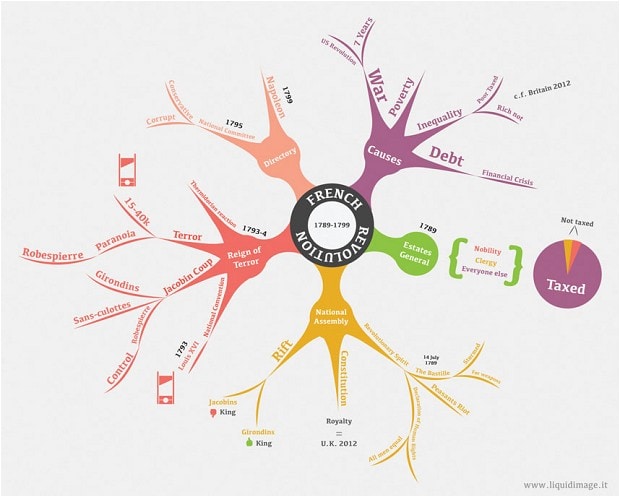 FRENCH
REVOLUTION
1789-1799
Causes
War
7 Years
US Revolution
Poverty
Inequality
Poor Taxed
Rich not
c.f. Britain 2012
Debt
Financial Crisis
1789
Estates
General
Nobility
Clergy
Everyone else
Not taxed
Taxed
National
Assembly
Revolutionary Spirit
14 July
1789
The Bastille
Starved
For weapons
Peasants Riot
Declaration of Human Rights
All men equal
Constitution
Royalty
=
U.K. 2012
Rift
Jacobins
King
Girondins
King
1793-4
Reign of
Terror
Thermidorian reaction
Terror
15-40k
Paranoia
Robespierre
Jacobin Coup
Girondins
Sans-culottes
Robespierre
Control
National Convention
Louis XVI
1793
Directory
1795
National Committee
Conservative
Corrupt
Napoleon
1799
www.liquidimage.it